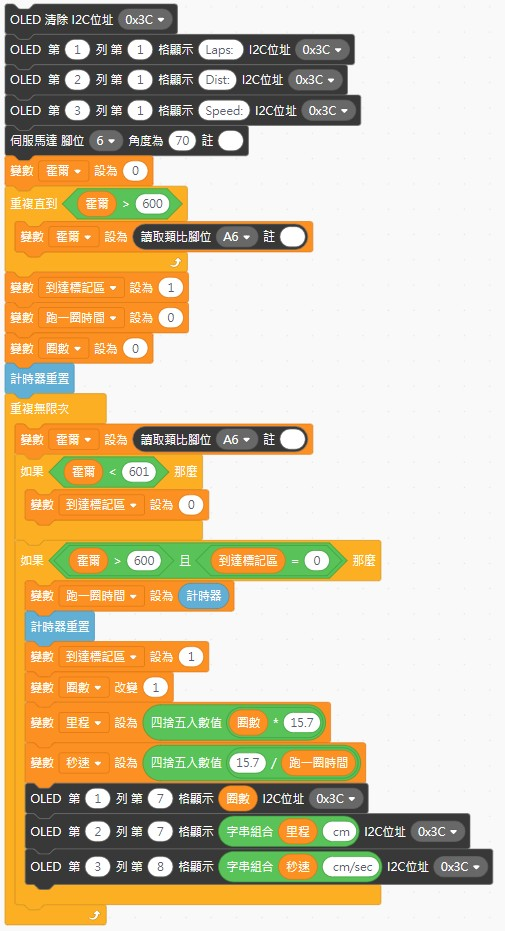 OLED 清除 I2C位址 0x3C
OLED 第 1 列 第 1 格顯示 Laps: I2C位址 0x3C
OLED 第 2 列 第 1 格顯示 Dist: I2C位址 0x3C
OLED 第 3 列 第 1 格顯示 Speed: I2C位址 0x3C
伺服馬達 腳位 6 角度為 70 註
變數 霍爾 設為 0
重複直到 霍爾 > 600
變數 霍爾 設為 讀取類比腳位 A6 註
變數 到達標記區 設為 1
變數 跑一圈時間 設為 0
變數 圈數 設為 0
計時器重置
重複無限次
變數 霍爾 設為 讀取類比腳位 A6 註
如果 霍爾 < 601 那麼
變數 到達標記區 設為 0
如果 霍爾 > 600 且 到達標記區 = 0 那麼
變數 跑一圈時間 設為 計時器
計時器重置
變數 到達標記區 設為 1
變數 圈數 改變 1
變數 里程 設為 四捨五入數值 圈數 * 15.7
變數 秒速 設為 四捨五入數值 15.7 / 跑一圈時間
OLED 第 1 列 第 7 格顯示 圈數 I2C位址 0x3C
OLED 第 2 列 第 7 格顯示 字串組合 里程 cm I2C位址 0x3C
OLED 第 3 列 第 8 格顯示 字串組合 秒速 cm/sec I2C位址 0x3C